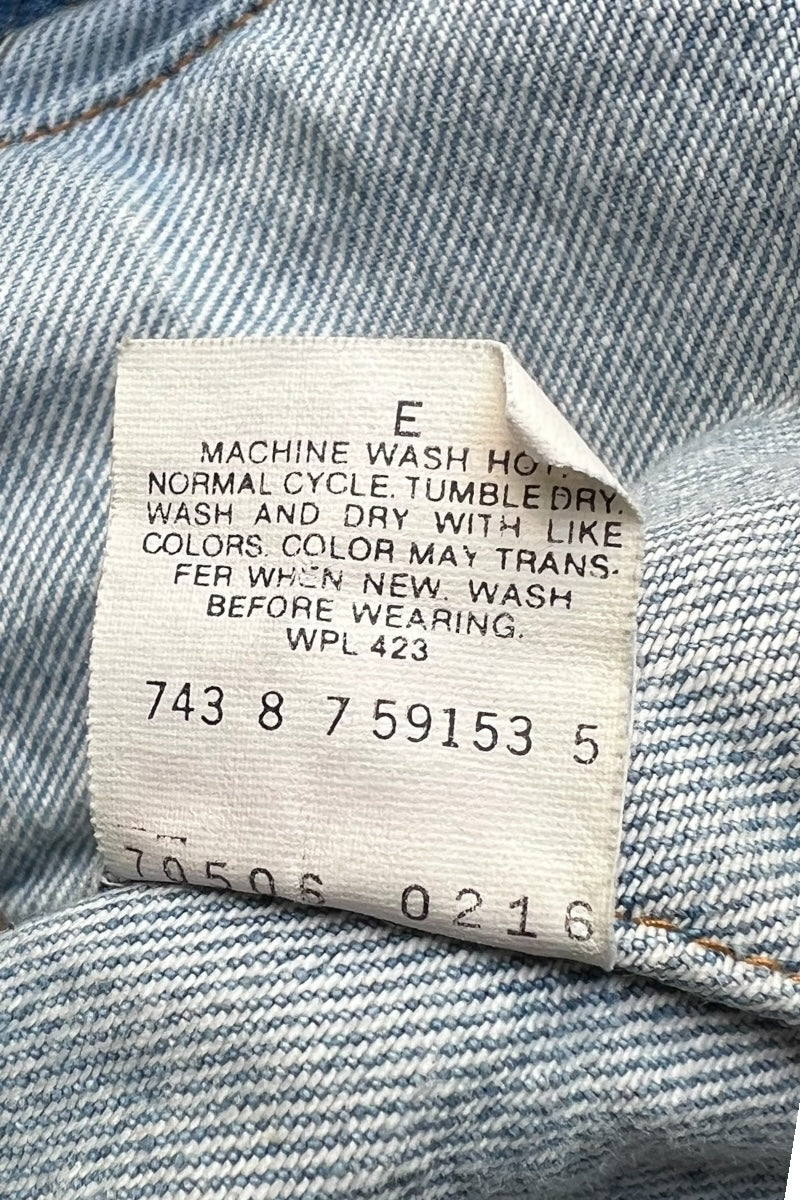 E
MACHINE WASH HOT.
NORMAL CYCLE. TUMBLE DRY.
WASH AND DRY WITH LIKE
COLORS. COLOR MAY TRANS-
FER WHEN NEW. WASH
BEFORE WEARING.
WPL 423
743 8 7 59153 5
70506 0216